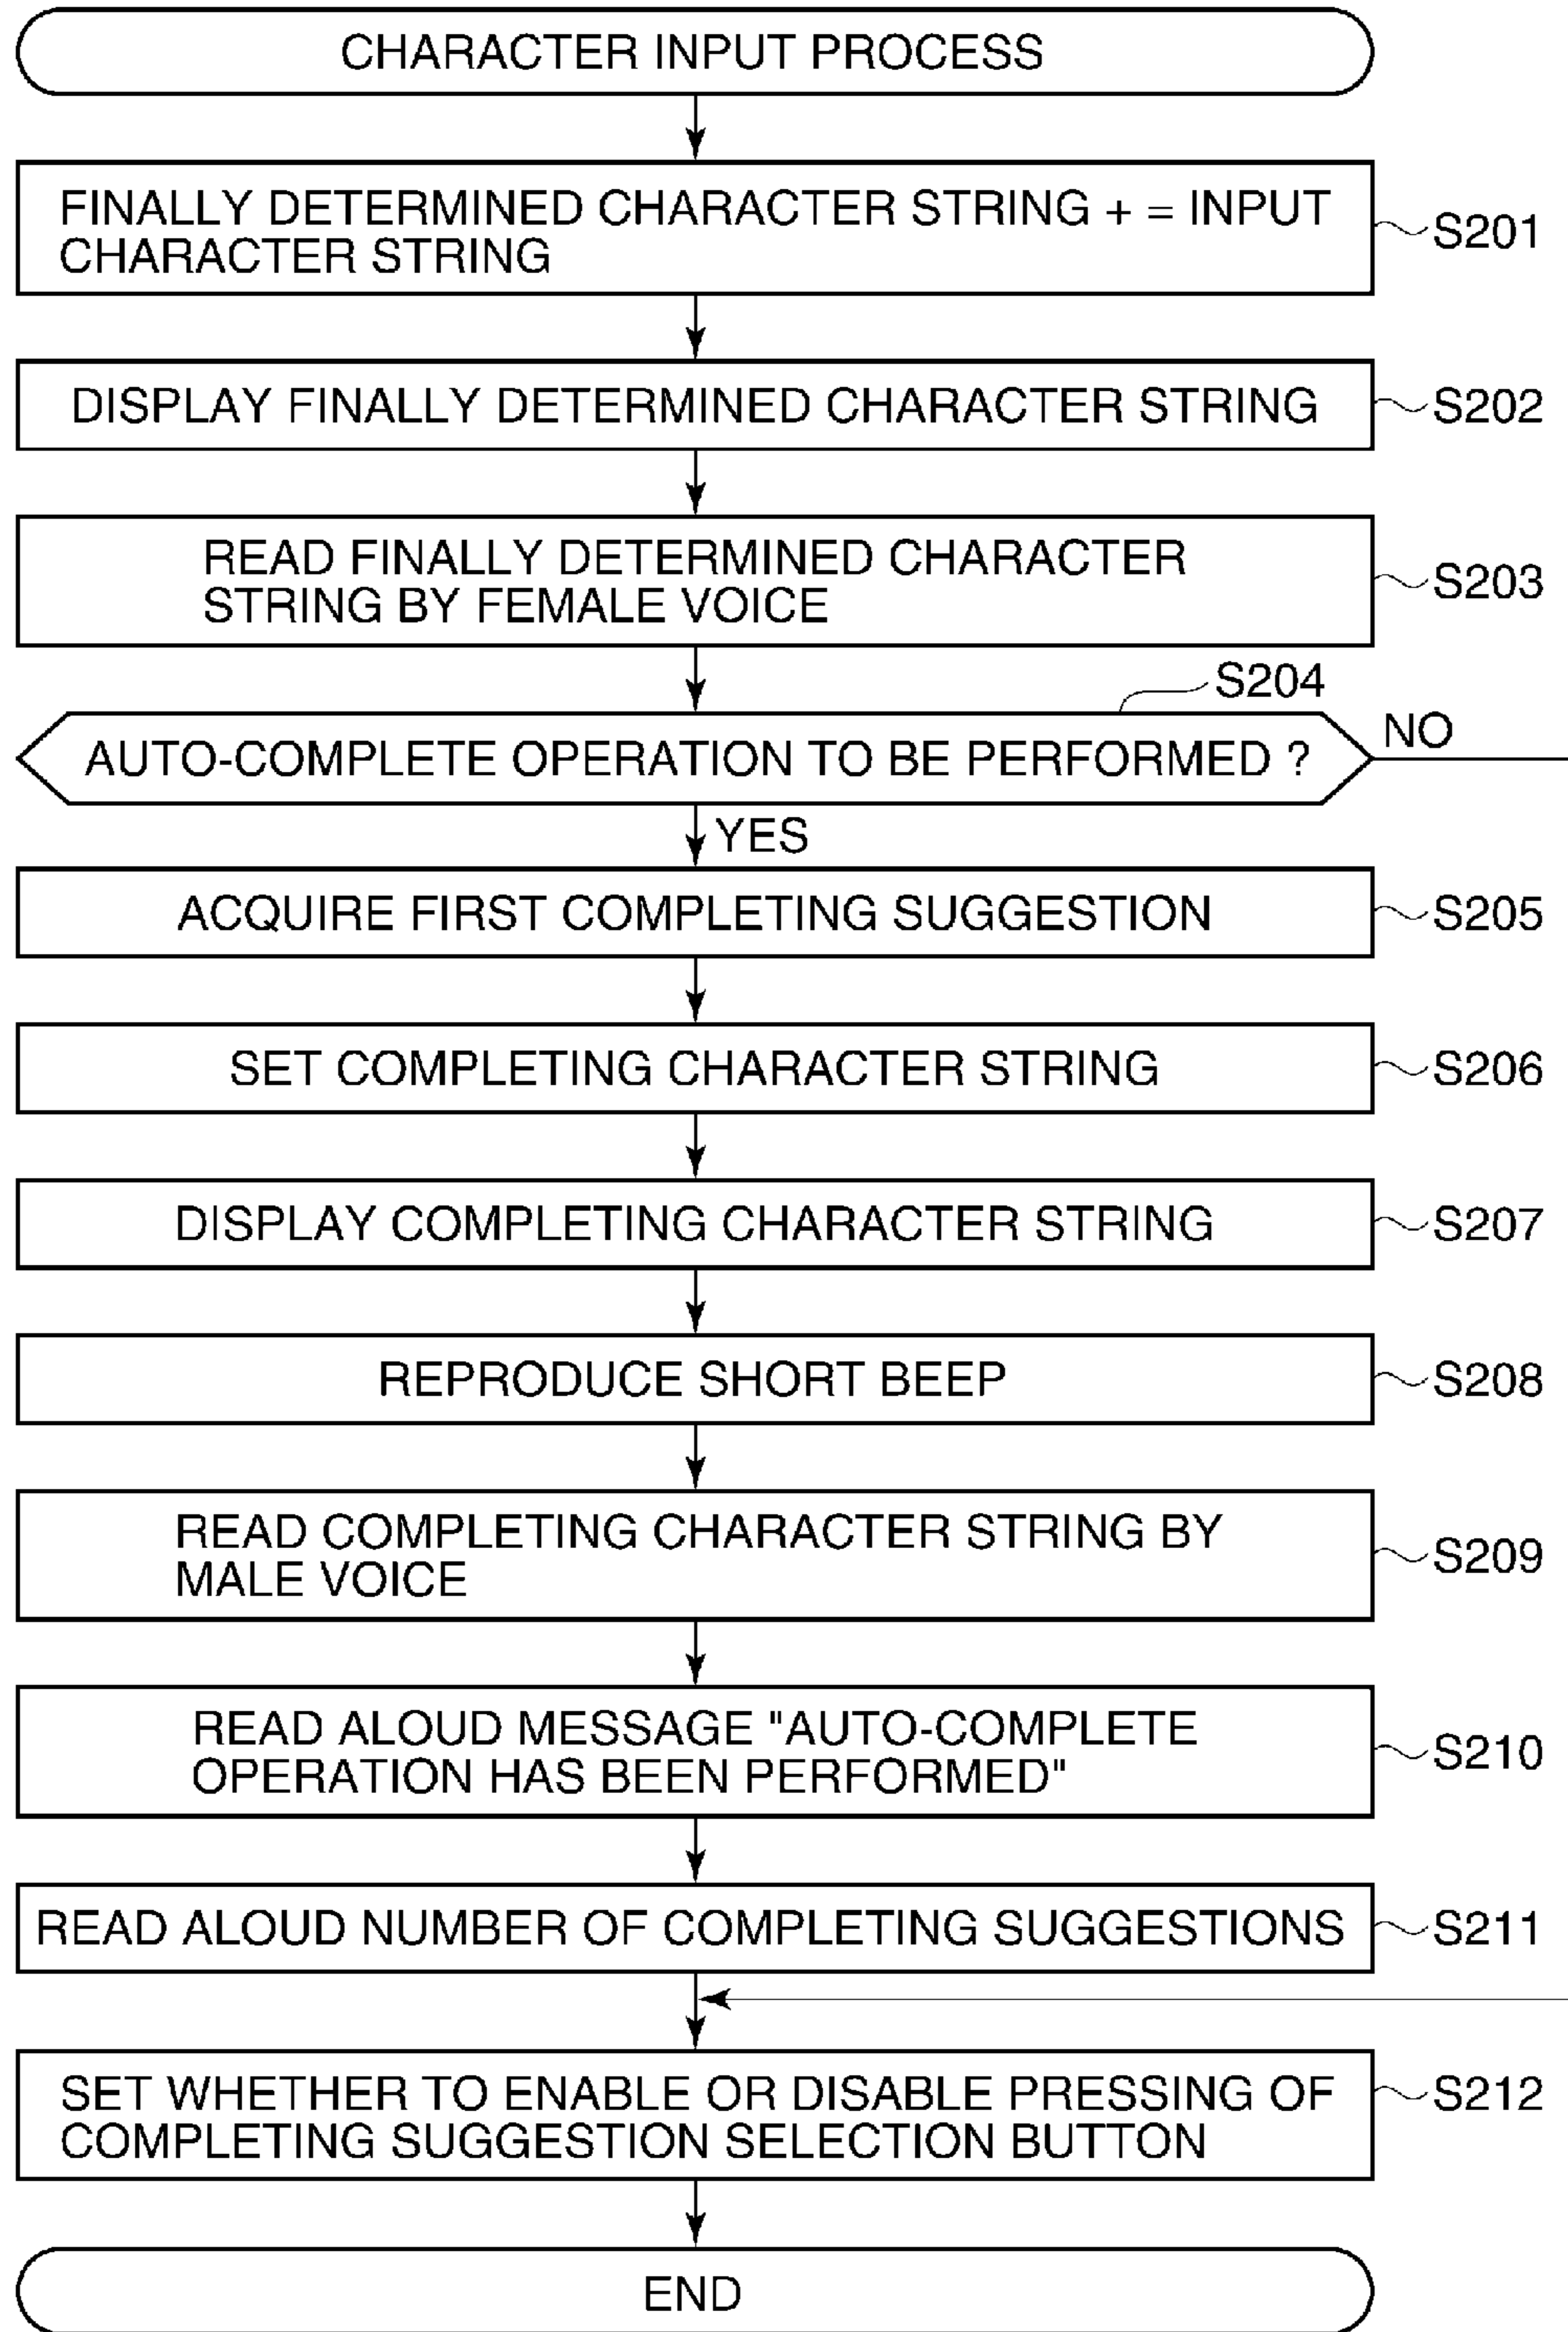 CHARACTER INPUT PROCESS
FINALLY DETERMINED CHARACTER STRING + = INPUT
CHARACTER STRING
S201
DISPLAY FINALLY DETERMINED CHARACTER STRING
S202
READ FINALLY DETERMINED CHARACTER
STRING BY FEMALE VOICE
S203
S204
AUTO-COMPLETE OPERATION TO BE PERFORMED ?
NO
YES
ACQUIRE FIRST COMPLETING SUGGESTION
S205
SET COMPLETING CHARACTER STRING
S206
DISPLAY COMPLETING CHARACTER STRING
S207
REPRODUCE SHORT BEEP
S208
READ COMPLETING CHARACTER STRING BY
MALE VOICE
S209
READ ALOUD MESSAGE "AUTO-COMPLETE
OPERATION HAS BEEN PERFORMED"
S210
READ ALOUD NUMBER OF COMPLETING SUGGESTIONS
S211
SET WHETHER TO ENABLE OR DISABLE PRESSING OF
COMPLETING SUGGESTION SELECTION BUTTON
S212
END